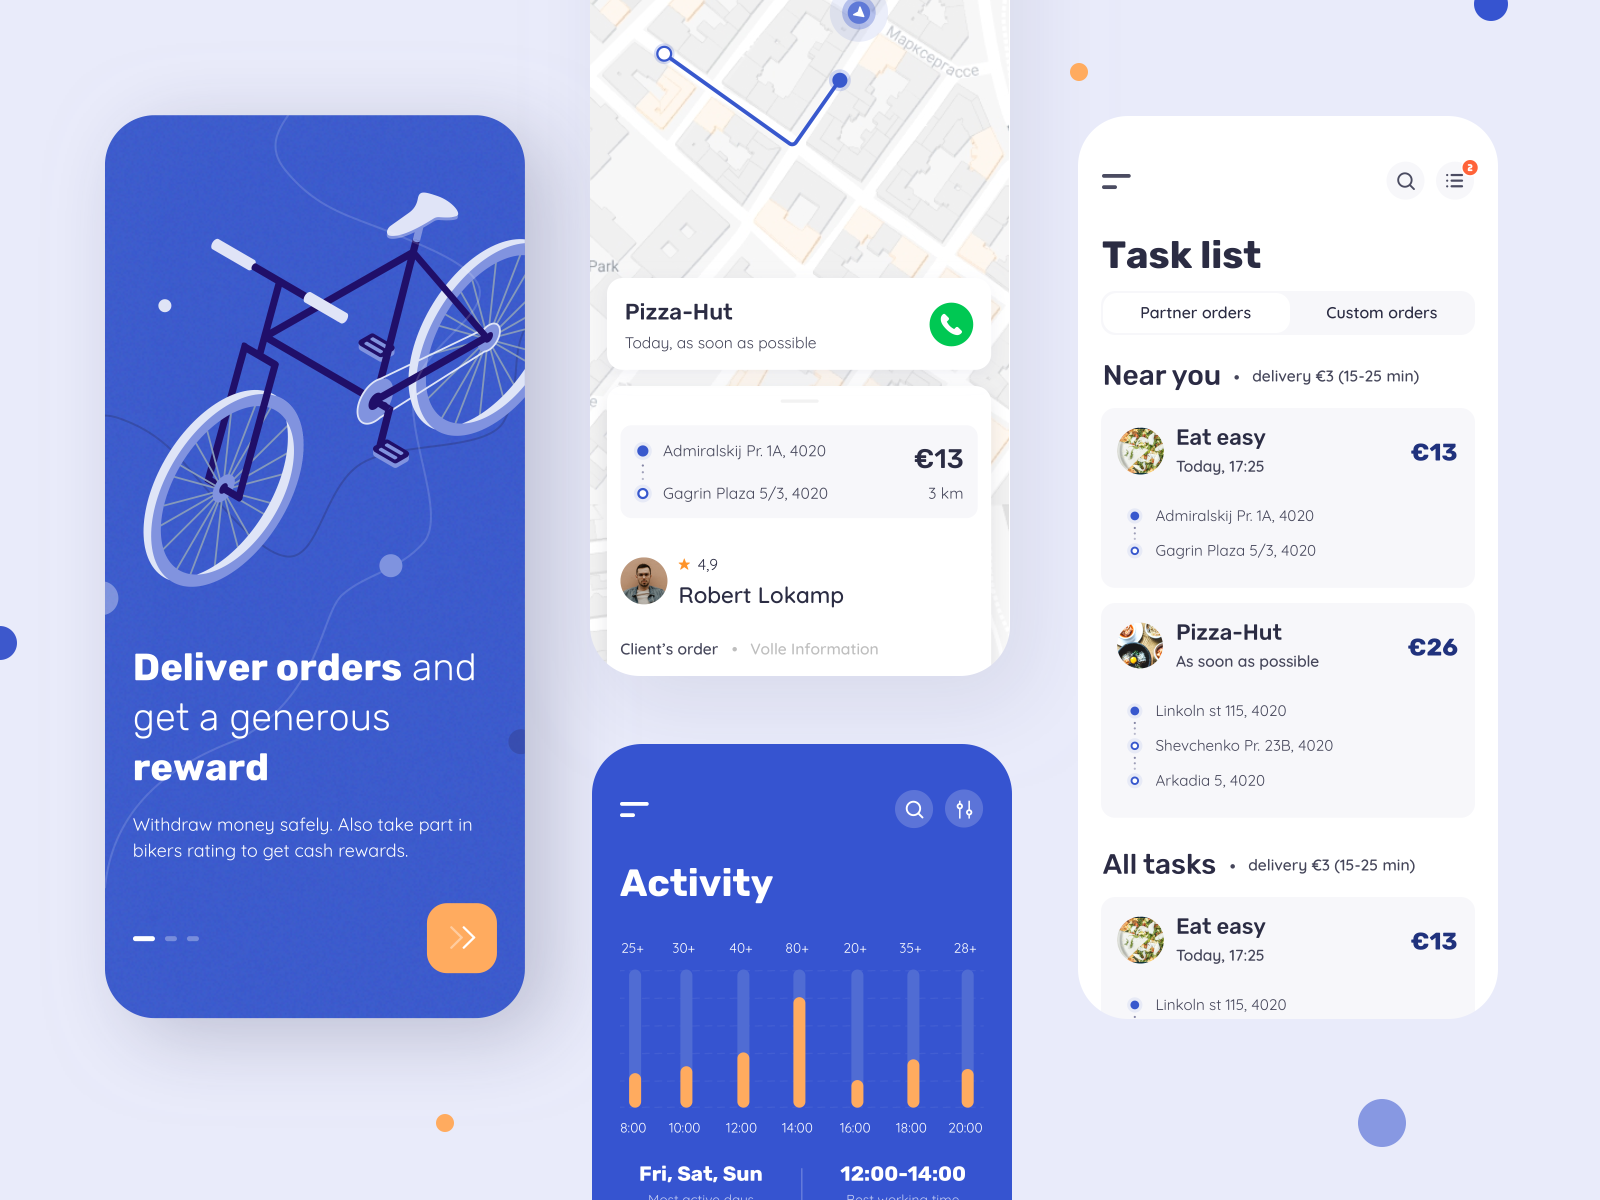 Deliver orders and
get a generous
reward
Withdraw money safely. Also take part in
bikers rating to get cash rewards.
Марксергассе
Park
Pizza-Hut
Today, as soon as possible
e
Admiralskij Pr. 1A, 4020
€13
Gagrin Plaza 5/3, 4020
3 km
4,9
Robert Lokamp
Client's order • Volle Information
Activity
25+ 30+ 40+ 80+ 20+ 35+ 28+
8:00 10:00 12:00 14:00 16:00 18:00 20:00
Fri, Sat, Sun
Most active days
12:00-14:00
Best working time
2
Task list
Partner orders
Custom orders
Near you • delivery €3 (15-25 min)
Eat easy
Today, 17:25
€13
Admiralskij Pr. 1A, 4020
Gagrin Plaza 5/3, 4020
Pizza-Hut
As soon as possible
€26
Linkoln st 115, 4020
Shevchenko Pr. 23B, 4020
Arkadia 5, 4020
All tasks • delivery €3 (15-25 min)
Eat easy
Today, 17:25
€13
Linkoln st 115, 4020